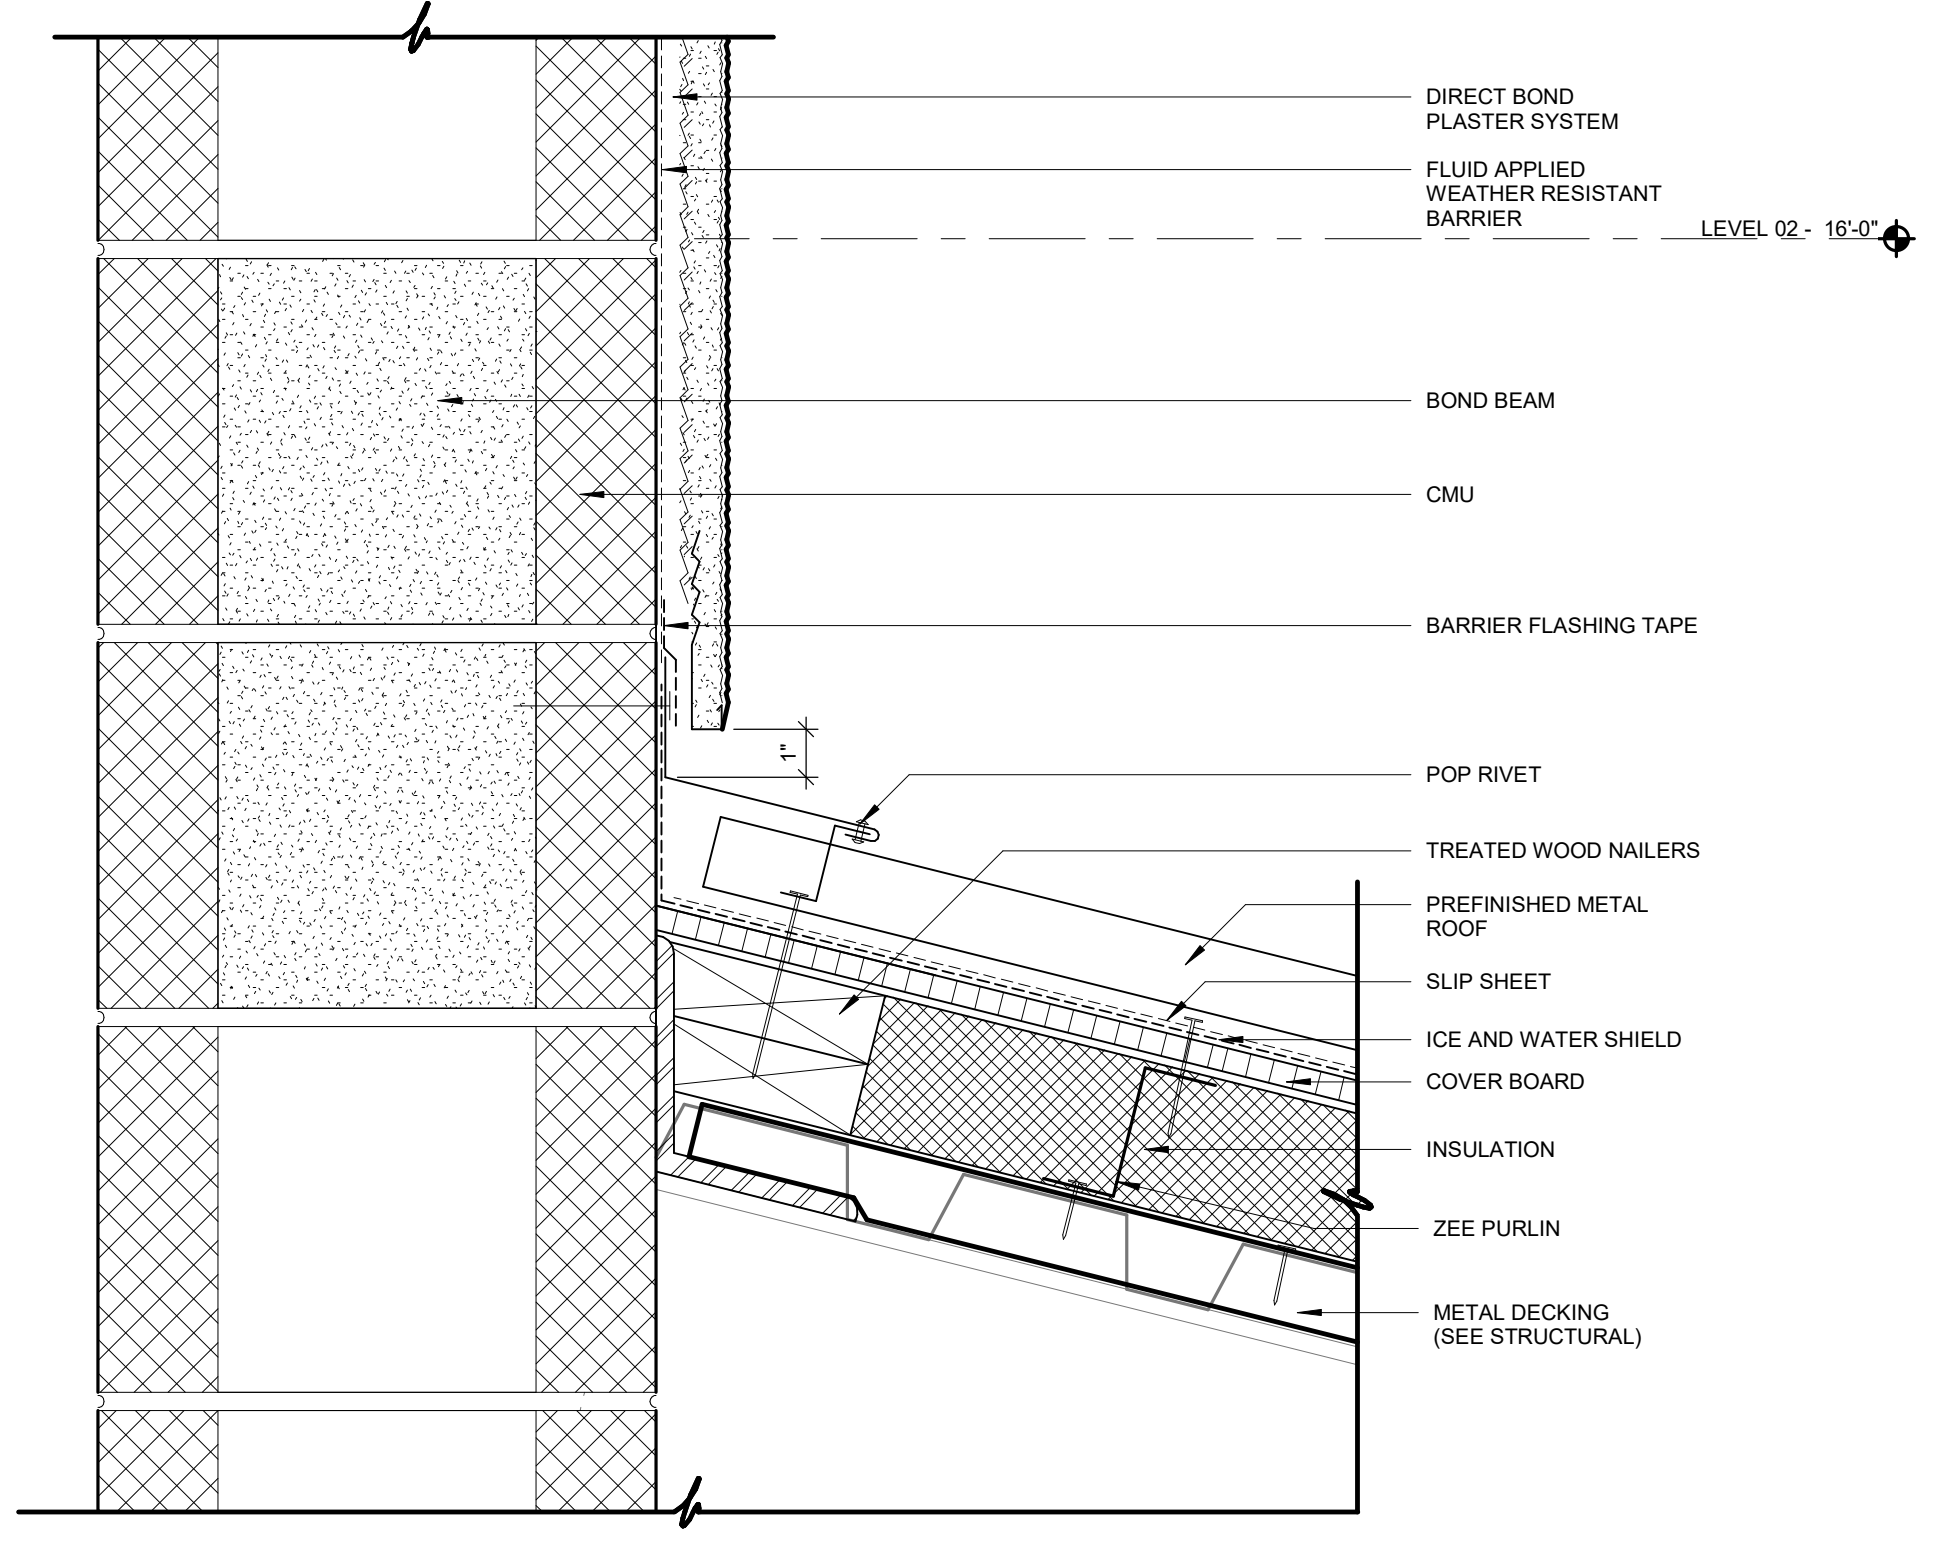 DIRECT BOND
PLASTER SYSTEM
FLUID APPLIED
WEATHER RESISTANT
BARRIER
LEVEL 02 - 16'-0"
BOND BEAM
CMU
BARRIER FLASHING TAPE
1"
POP RIVET
TREATED WOOD NAILERS
PREFINISHED METAL
ROOF
SLIP SHEET
ICE AND WATER SHIELD
COVER BOARD
INSULATION
ZEE PURLIN
METAL DECKING
(SEE STRUCTURAL)